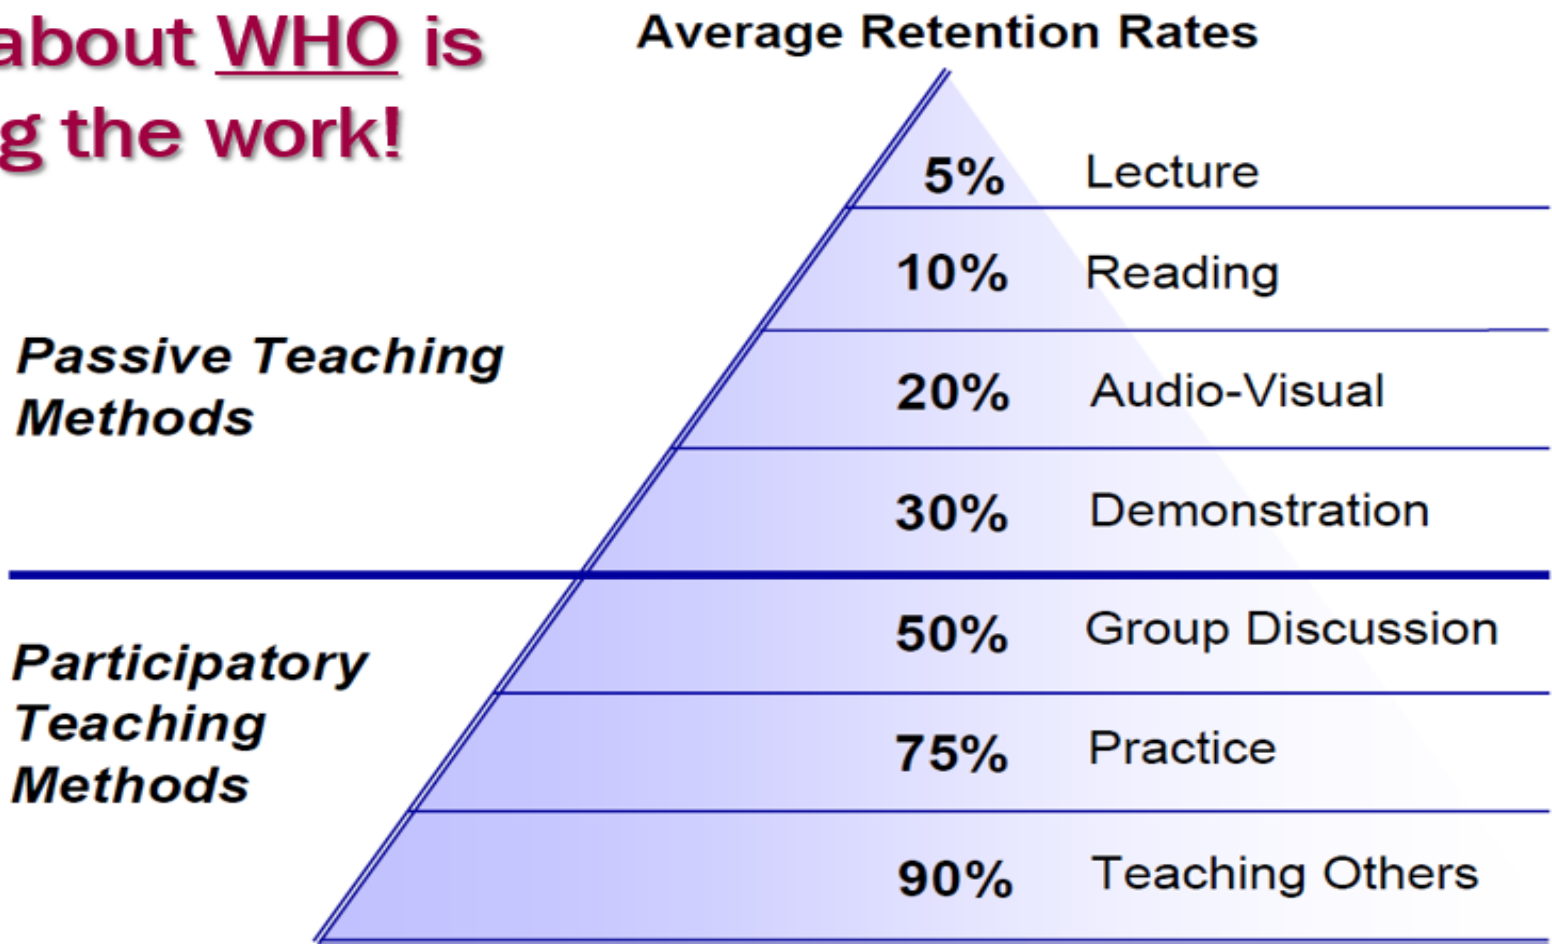 about WHO is
g the work!
Average Retention Rates
5% Lecture
10% Reading
Passive Teaching
Methods
20% Audio-Visual
30% Demonstration
50% Group Discussion
Participatory
Teaching
Methods
75% Practice
90% Teaching Others